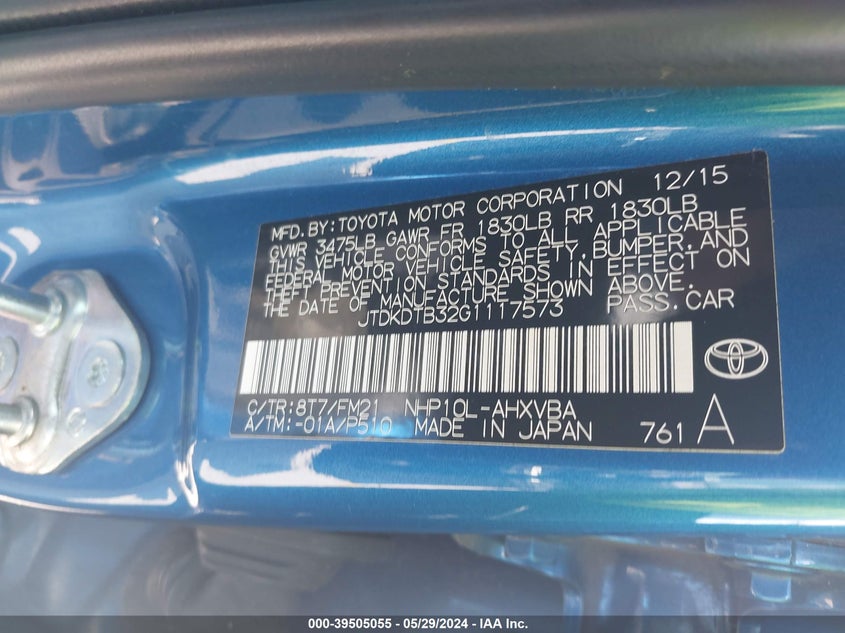 MFD. BY: TOYOTA MOTOR CORPORATION 12/15
GVWR 3475LB GAWR FR 1830LB RR 1830LB
THIS VEHICLE CONFORMS TO ALL APPLICABLE
FEDERAL MOTOR VEHICLE SAFETY, BUMPER, AND
THEFT PREVENTION STANDARDS IN EFFECT ON
THE DATE OF MANUFACTURE SHOWN ABOVE.
JTDKDTB32G1117573 PASS. CAR
C/TR: 8T7/FM21 NHP10L-AHXVBA
A/TM: -01A/P510 MADE IN JAPAN 761 A
000-39505055 - 05/29/2024 - IAA Inc.